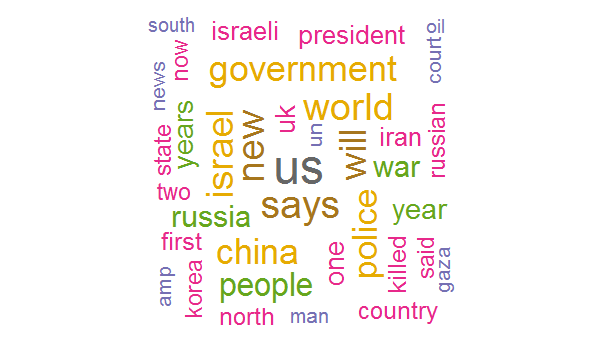 south
israeli
president
oil
now
court
news
government
world
years
israel
new
uk
un
will
iran
russian
state
us
war
two
says
russia
police
year
first
china
one
killed
said
gaza
amp
korea
people
north
man
country